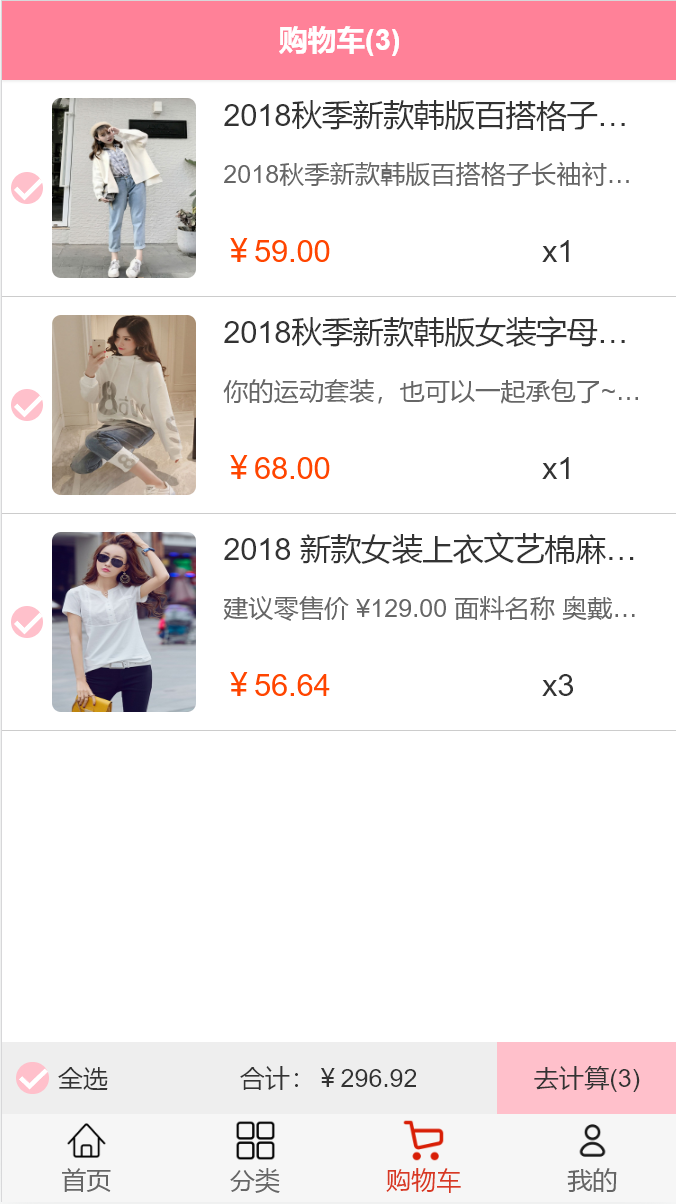 购物车(3)
2018秋季新款韩版百搭格子…
2018秋季新款韩版百搭格子长袖衬…
￥59.00 x1
2018秋季新款韩版女装字母…
你的运动套装，也可以一起承包了~…
￥68.00 x1
2018 新款女装上衣文艺棉麻…
建议零售价 ¥129.00 面料名称 奥戴…
￥56.64 x3
全选 合计：￥296.92 去计算(3)
首页 分类 购物车 我的